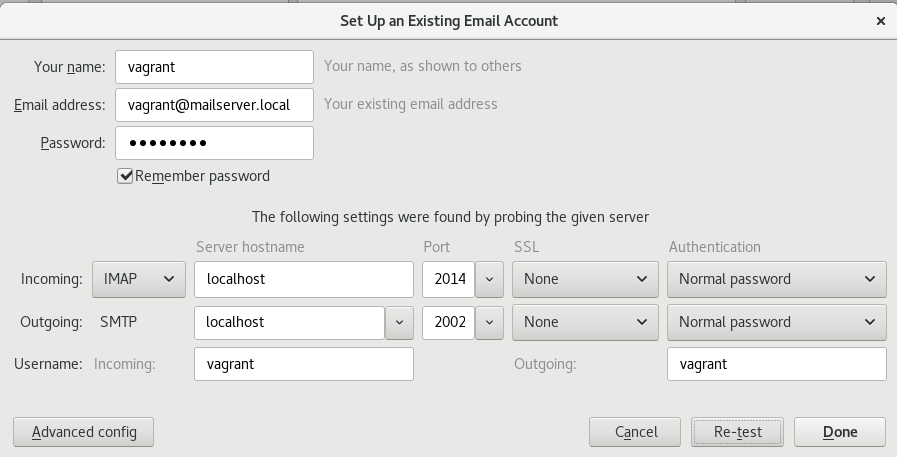 Set Up an Existing Email Account ×
Your name: vagrant Your name, as shown to others
Email address: vagrant@mailserver.local Your existing email address
Password: ••••••••
Remember password
The following settings were found by probing the given server
Server hostname Port SSL Authentication
Incoming: IMAP localhost 2014 None Normal password
Outgoing: SMTP localhost 2002 None Normal password
Username: Incoming: vagrant Outgoing: vagrant
Advanced config Cancel Re-test Done